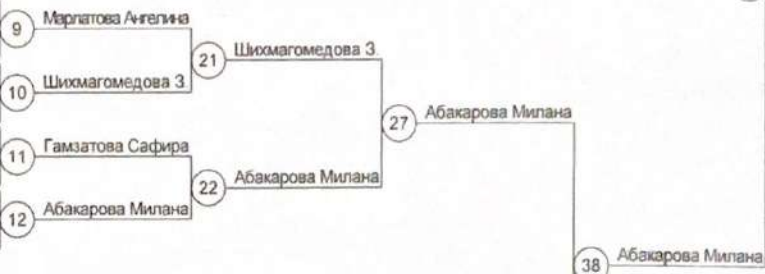 9 Марлатова Ангелина
21 Шихмагомедова З.
10 Шихмагомедова З
27 Абакарова Милана
11 Гамзатова Сафира
22 Абакарова Милана
12 Абакарова Милана
38 Абакарова Милана